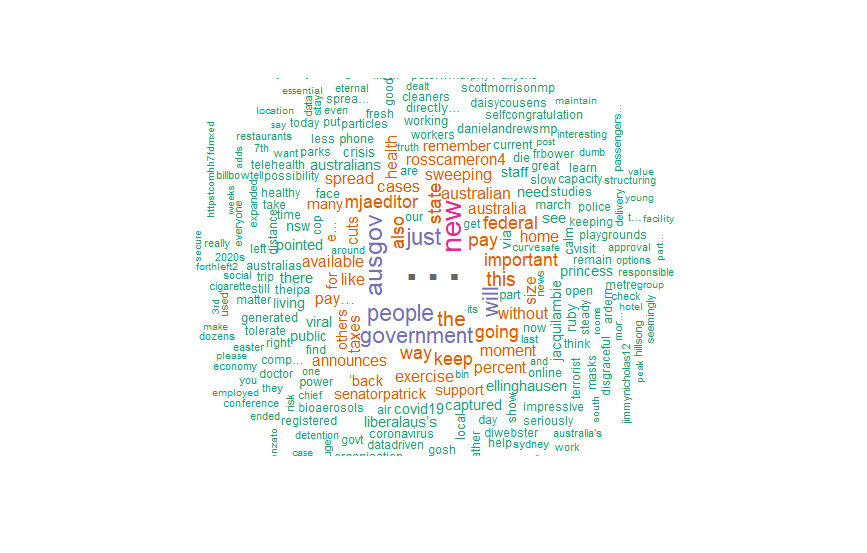 essential eternal dealt scottmorrisonmp
data stay sprea… good cleaners daisycousens maintain
location even fresh directly… selfcongratulation
say today put particles working danielandrewsmp interesting
httpstconmhh7fdmxed restaurants less phone truth workers remember current post passengers…
7th want parks crisis health rosscameron4 die frbower dumb
adds telehealth australians are sweeping staff great learn value
billbowtell possibility spread cases state slow capacity structuring
weeks expanded healthy face mjaeditor new australian need studies young
everyone take many our australia march police delivery t… facility
distance time cop cuts also get federal see keeping
nsw e… ausgov just pay via home calm playgrounds part…
really left pointed around important visit approval
secure 2020s australias available … this news remain options
forthleft2 social trip there for like will size princess responsible
cigarette still theipa pay… part jacquilambie open metre group
3rd used matter living others its without ruby steady ardern check
generated viral taxes people the now rooms mor… hotel
make tolerate public government going last think seemingly
dozens easter right find way keep moment and terrorist masks disgraceful hillsong
please comp… announces percent online jimmynicholas12
economy doctor one 'back exercise bin ellinghausen peak
you they power senatorpatrick support show south
employed risk chief air covid19 captured impressive
conference bioaerosols liberalaus's local day seriously
ended registered coronavirus diwebster australia's
detention govt datadriven help sydney work
case gosh